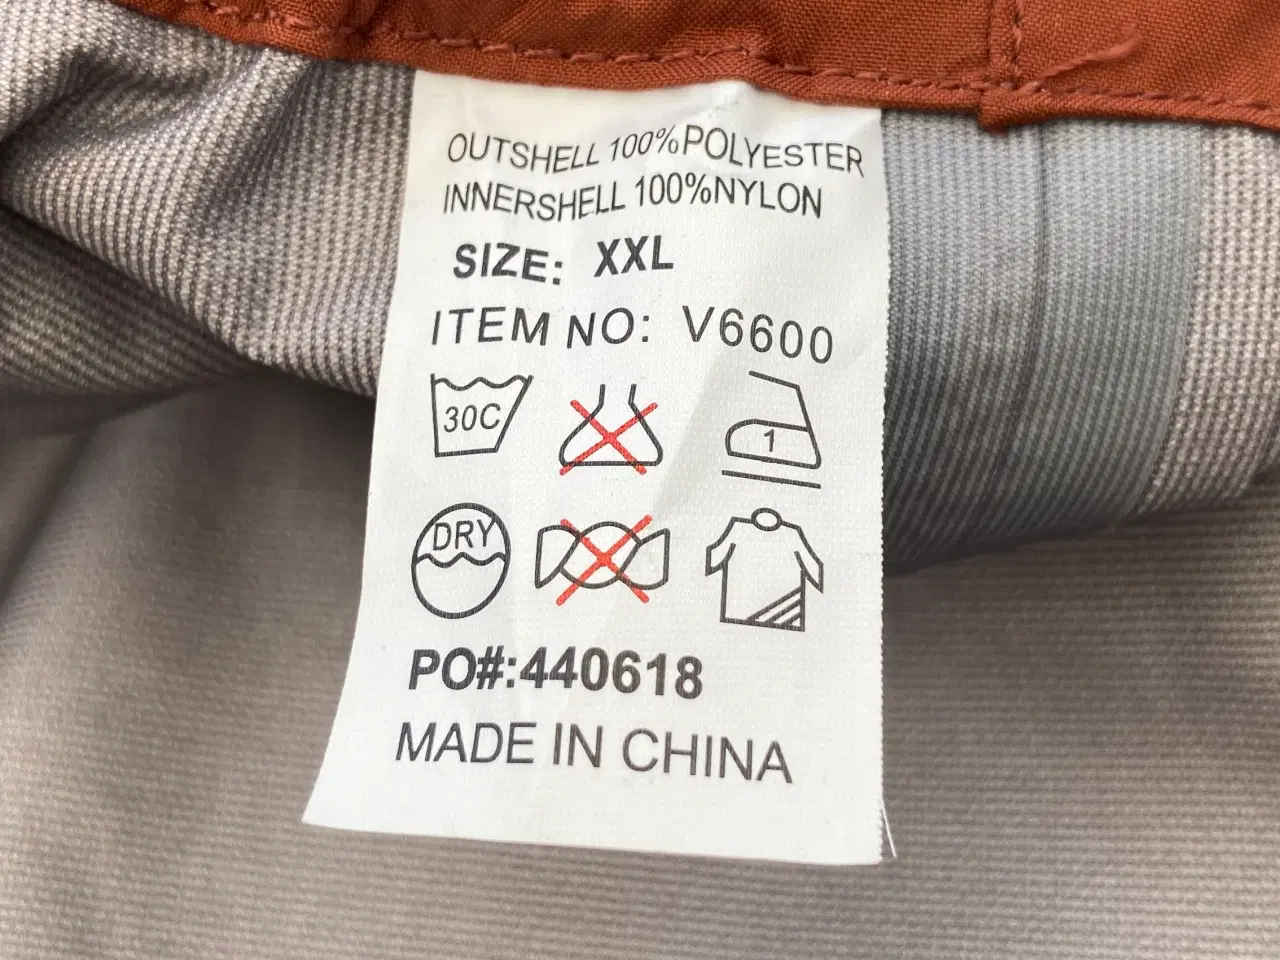 OUTSHELL 100%POLYESTER
INNERSHELL 100%NYLON
SIZE: XXL
ITEM NO: V6600
30C
1
DRY
PO#:440618
MADE IN CHINA